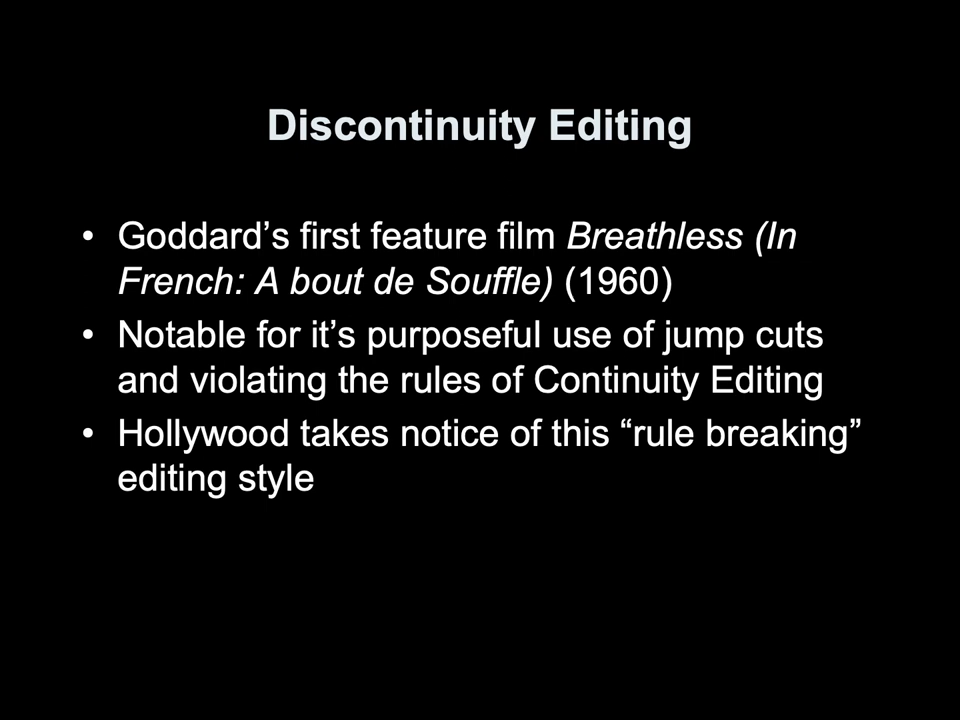 Discontinuity Editing
• Goddard’s first feature film Breathless (In
French: A bout de Souffle) (1960)
• Notable for it’s purposeful use of jump cuts
and violating the rules of Continuity Editing
• Hollywood takes notice of this “rule breaking”
editing style